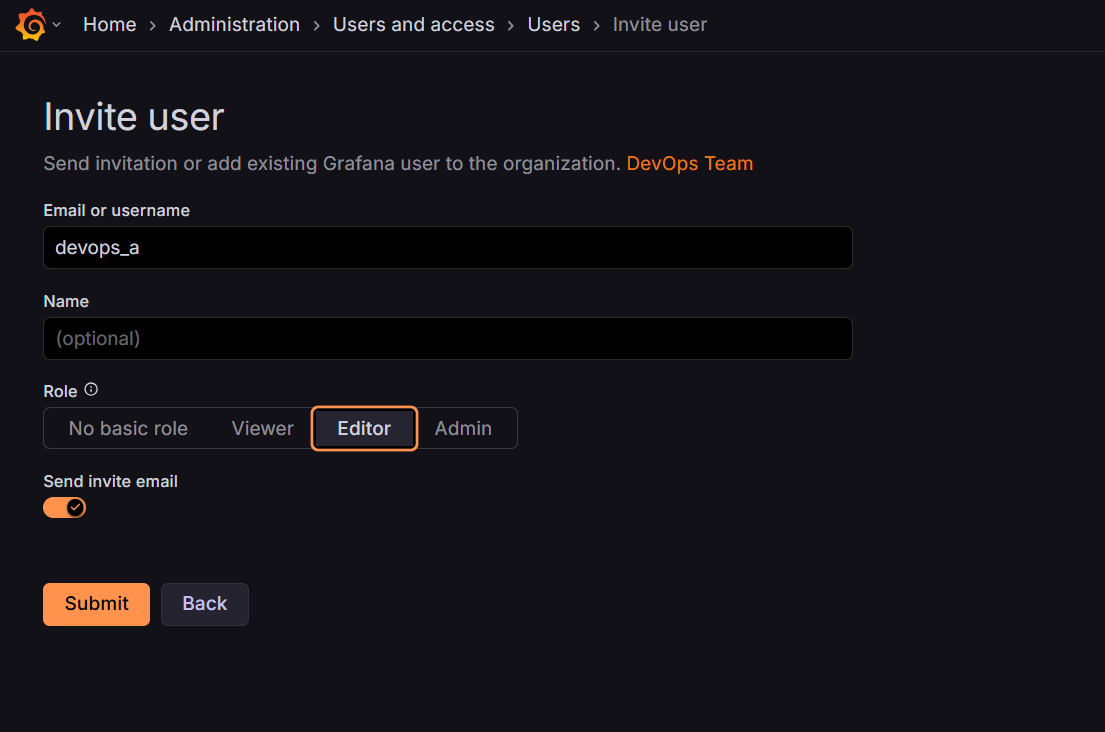 Home > Administration > Users and access > Users > Invite user
Invite user
Send invitation or add existing Grafana user to the organization. DevOps Team
Email or username
devops_a
Name
(optional)
Role
No basic role Viewer Editor Admin
Send invite email
Submit Back